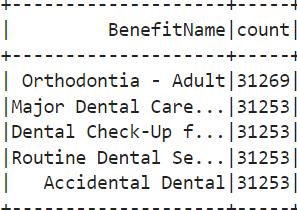 +--------------------+-----+
|         BenefitName|count|
+--------------------+-----+
| Orthodontia - Adult|31269|
|Major Dental Care...|31253|
|Dental Check-Up f...|31253|
|Routine Dental Se...|31253|
|   Accidental Dental|31253|
+--------------------+-----+